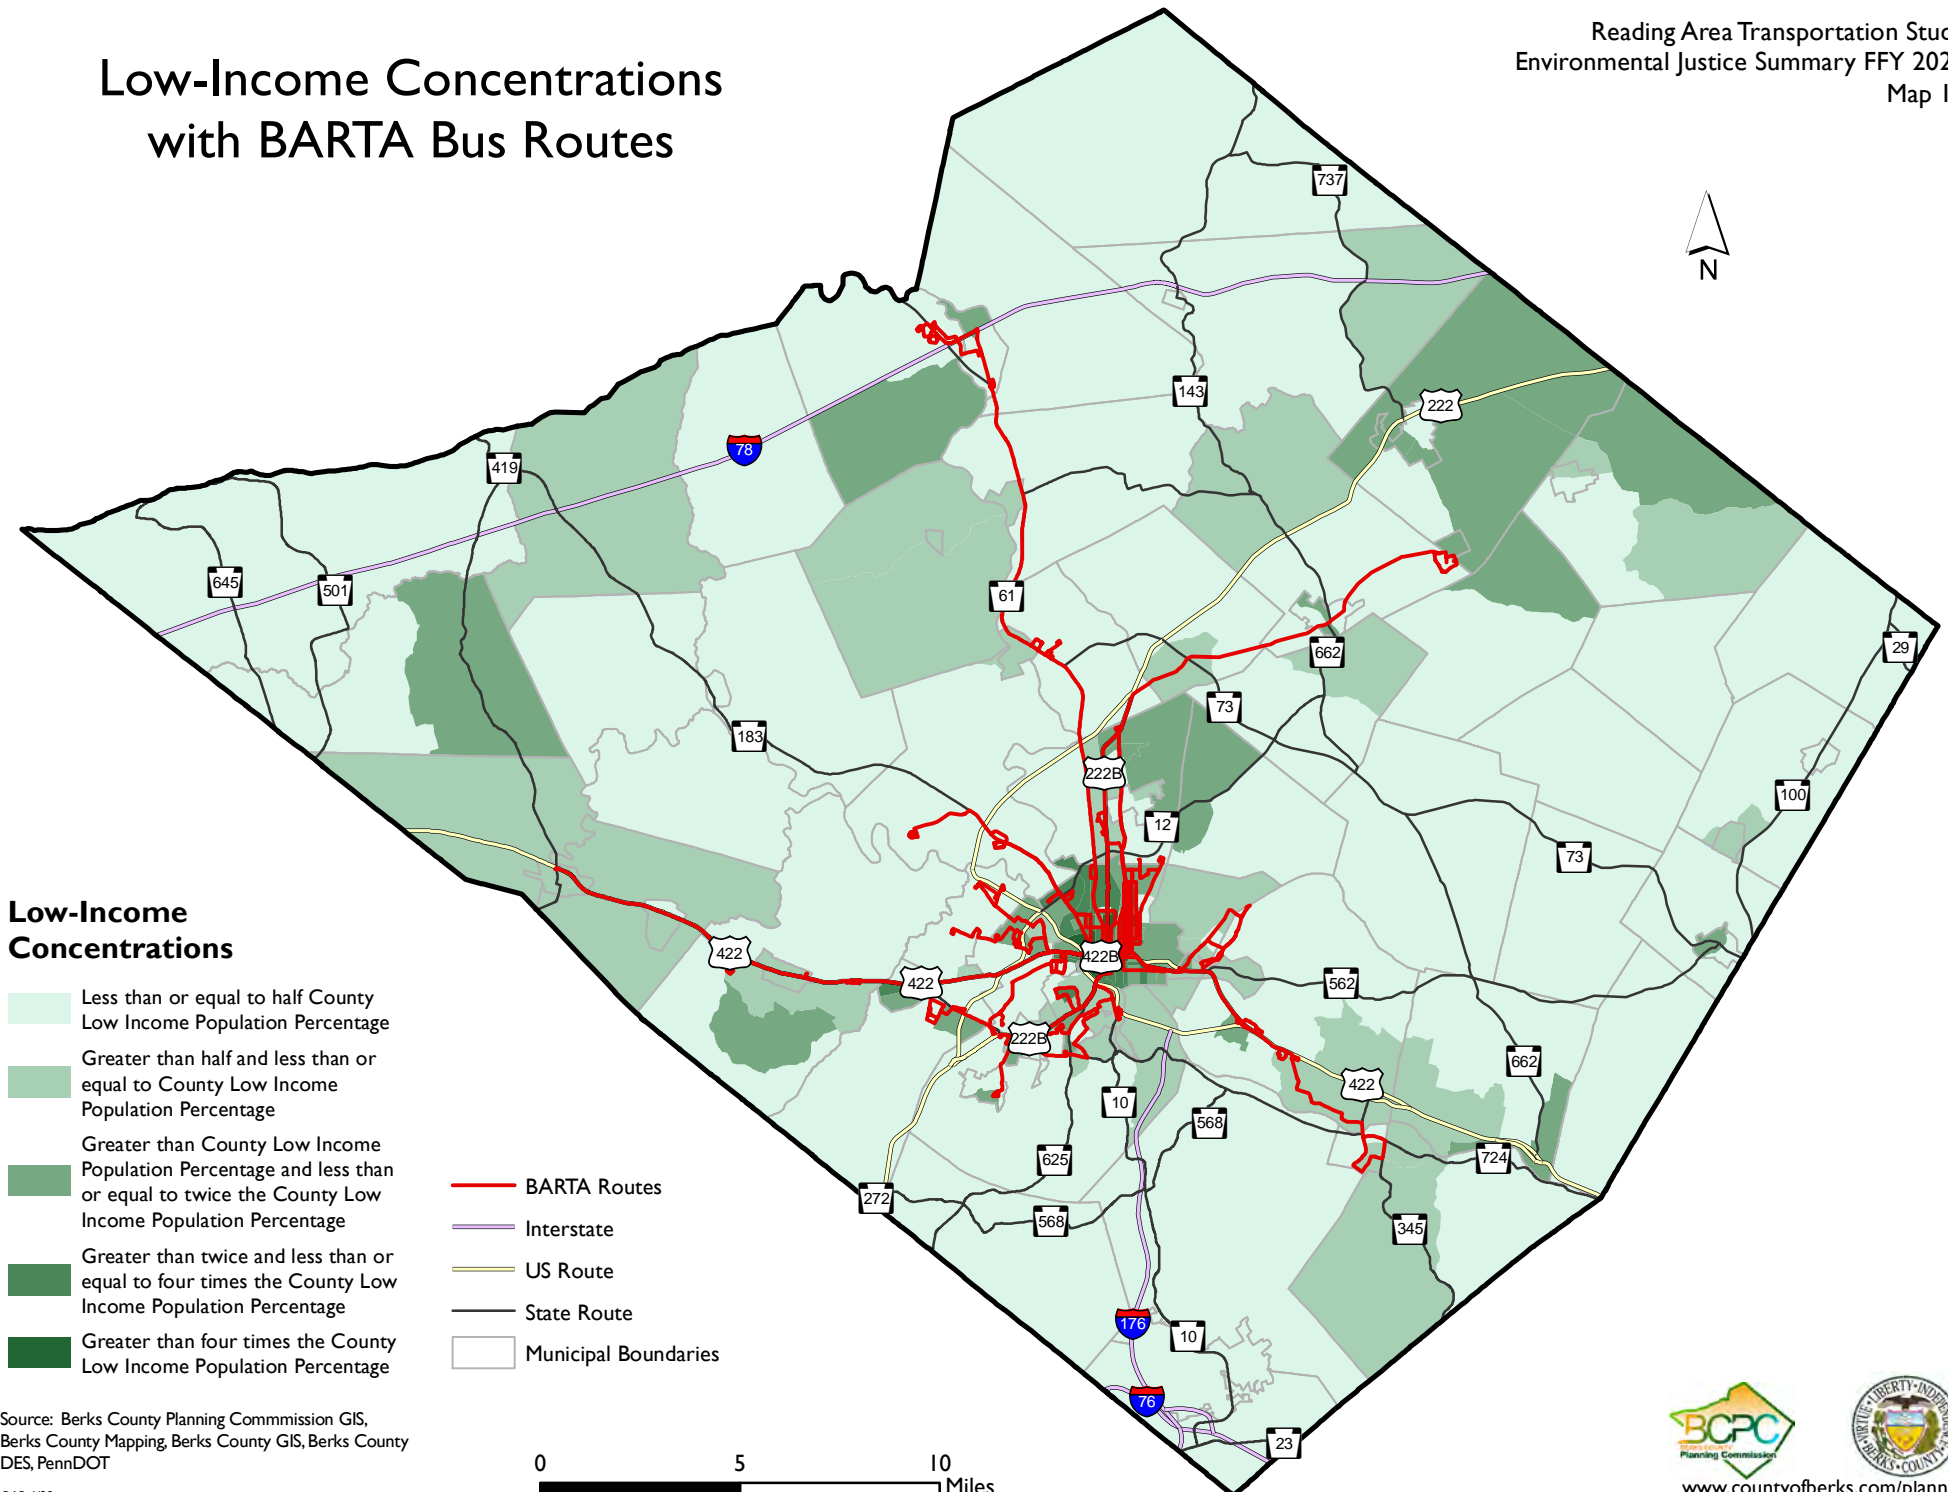 Low-Income Concentrations
with BARTA Bus Routes
Reading Area Transportation
Environmental Justice Summary FFY
Map
N
737
143
222
78
419
645
501
61
662
29
183
73
222B
100
12
73
422
422
422B
562
222B
662
422
10
568
625
724
272
568
345
176
10
76
23
Low-Income
Concentrations
Less than or equal to half County
Low Income Population Percentage
Greater than half and less than or
equal to County Low Income
Population Percentage
Greater than County Low Income
Population Percentage and less than
or equal to twice the County Low
Income Population Percentage
Greater than twice and less than or
equal to four times the County Low
Income Population Percentage
Greater than four times the County
Low Income Population Percentage
BARTA Routes
Interstate
US Route
State Route
Municipal Boundaries
Source: Berks County Planning Commmission GIS,
Berks County Mapping, Berks County GIS, Berks County
DES, PennDOT
0 5 10
Miles
BCPC
BERKS COUNTY
Planning Commission
VIRTUE LIBERTY
BERKS COUNTY